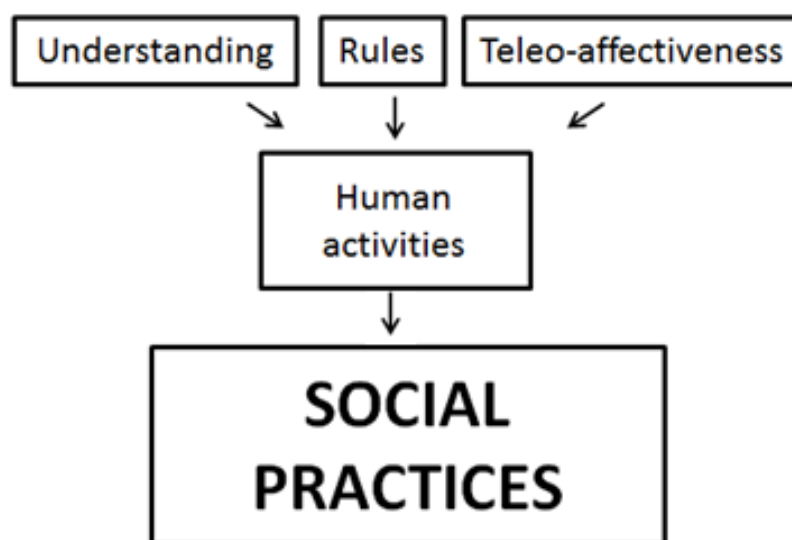 Understanding
Rules
Teleo-affectiveness
Human
activities
SOCIAL
PRACTICES